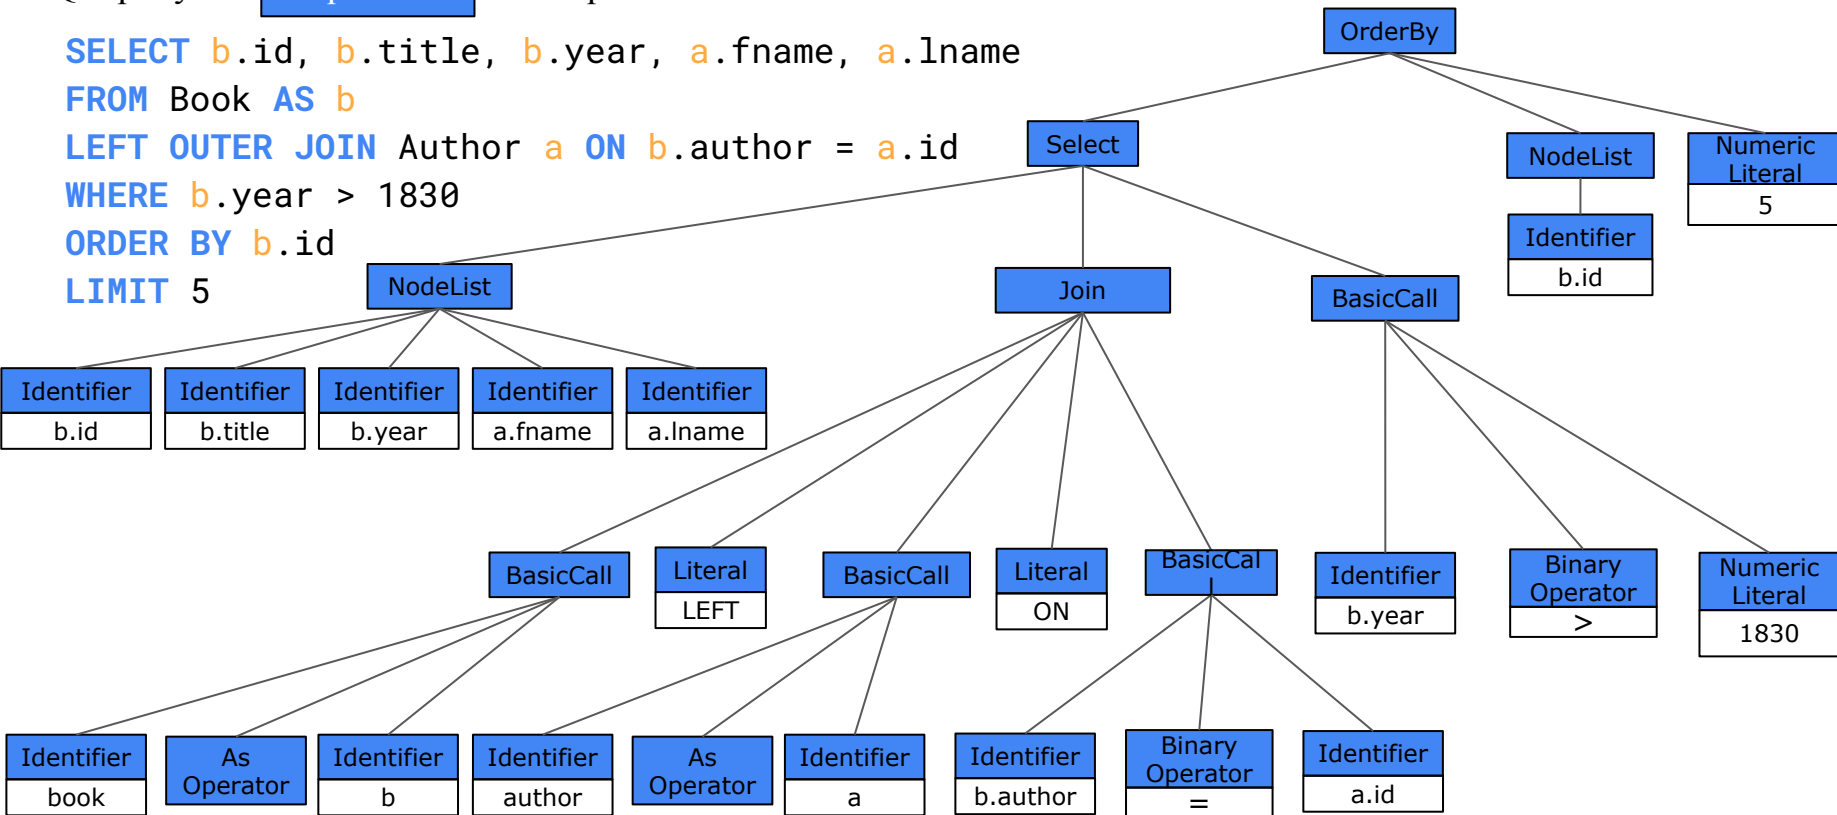 SELECT b.id, b.title, b.year, a.fname, a.lname
FROM Book AS b
LEFT OUTER JOIN Author a ON b.author = a.id
WHERE b.year > 1830
ORDER BY b.id
LIMIT 5
OrderBy
Select
NodeList
Numeric
Literal
5
Identifier
b.id
NodeList
Join
BasicCall
Identifier
b.id
Identifier
b.title
Identifier
b.year
Identifier
a.fname
Identifier
a.lname
BasicCall
Literal
LEFT
BasicCall
Literal
ON
BasicCal
l
Identifier
b.year
Binary
Operator
>
Numeric
Literal
1830
Identifier
book
As
Operator
Identifier
b
Identifier
author
As
Operator
Identifier
a
Identifier
b.author
Binary
Operator
=
Identifier
a.id